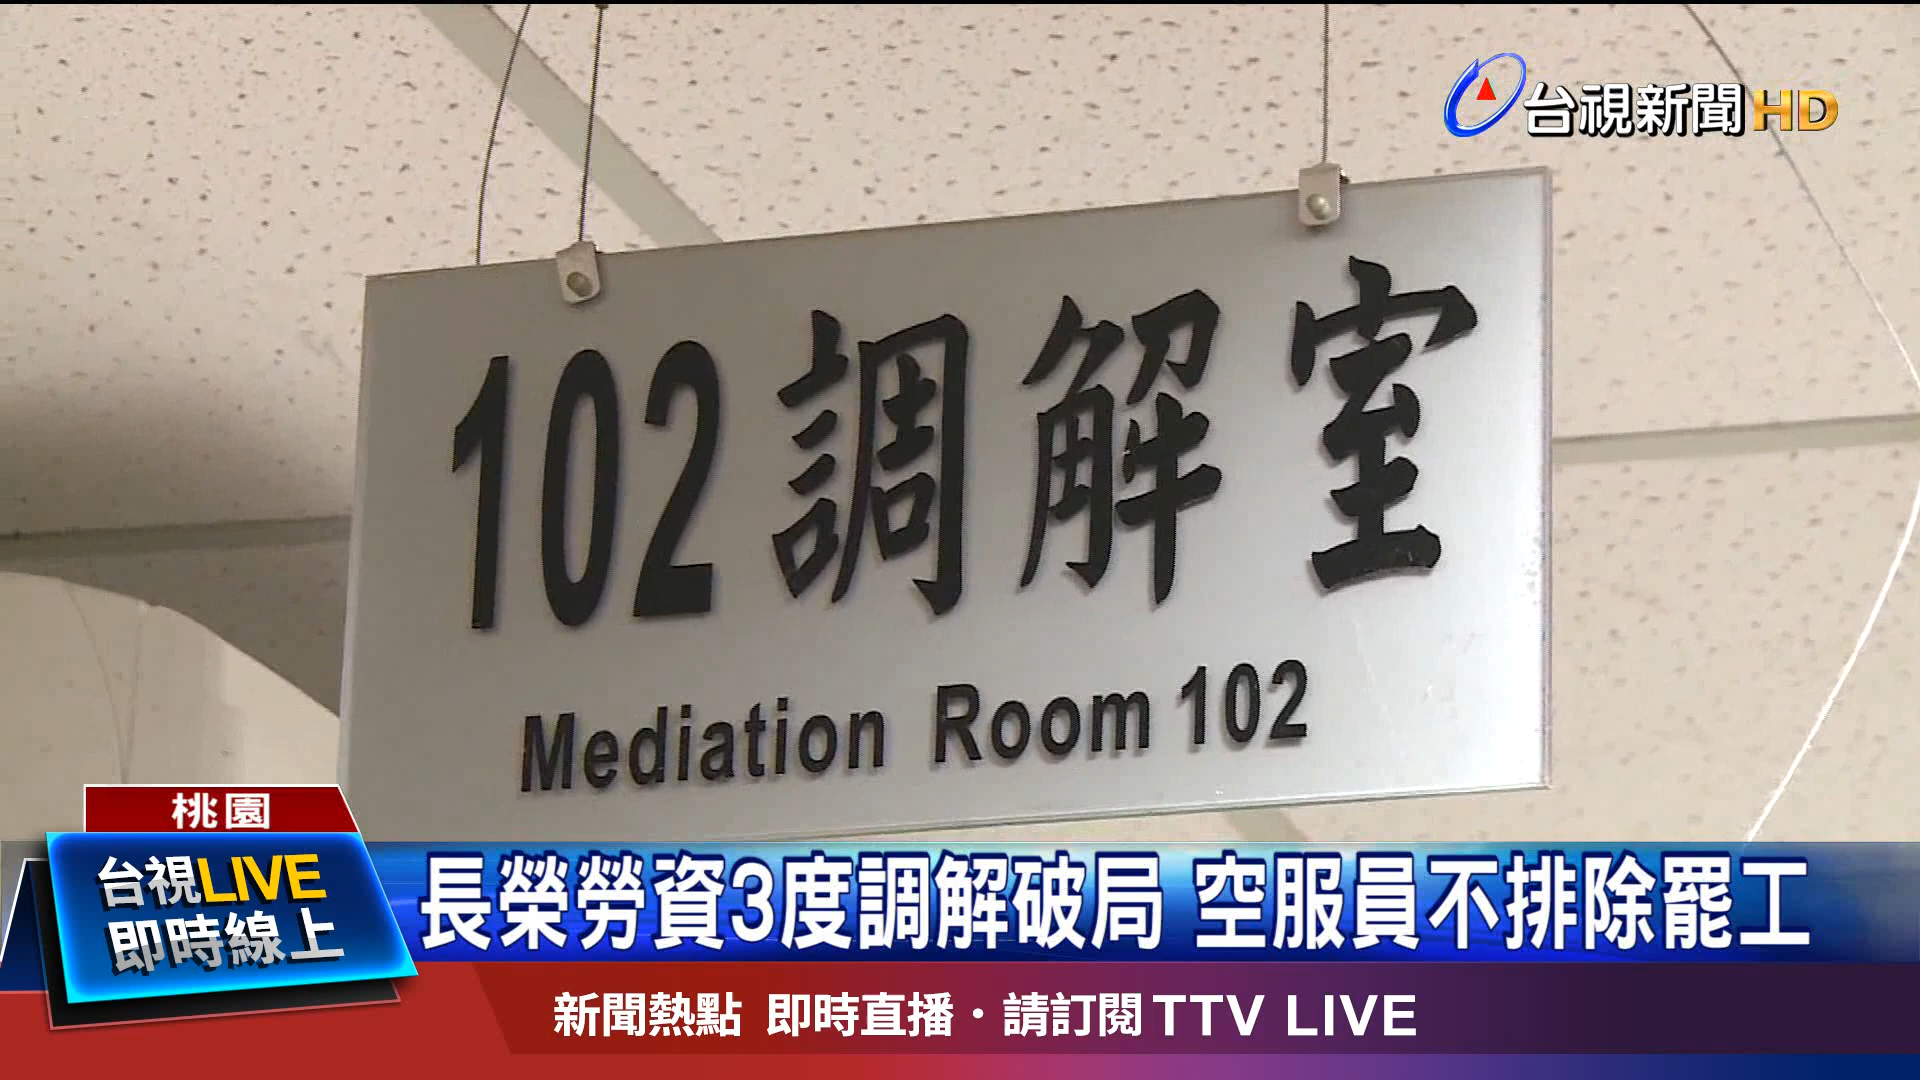 台視新聞HD
102調解室
Mediation Room 102
桃園
台視LIVE
即時線上
長榮勞資3度調解破局 空服員不排除罷工
新聞熱點 即時直播·請訂閱TTV LIVE